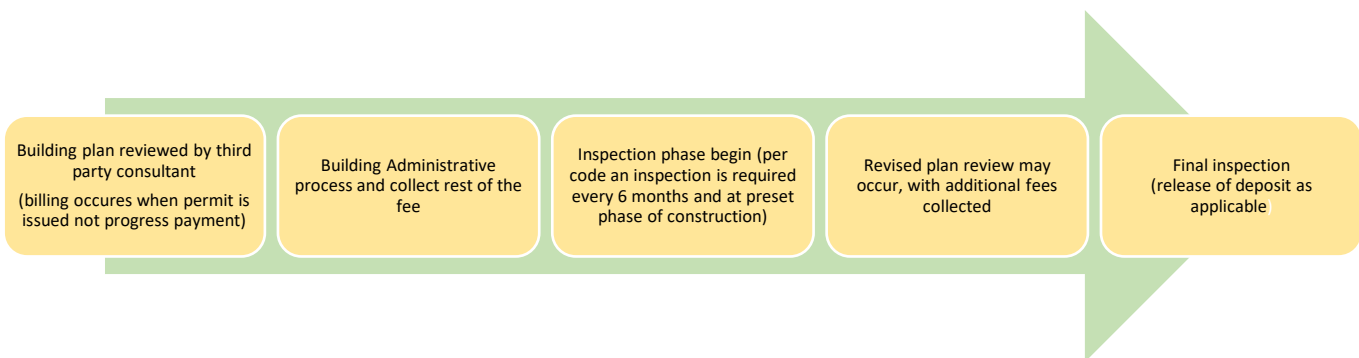 Building plan reviewed by third
party consultant
(billing occures when permit is
issued not progress payment)
Building Administrative
process and collect rest of the
fee
Inspection phase begin (per
code an inspection is required
every 6 months and at preset
phase of construction)
Revised plan review may
occur, with additional fees
collected
Final inspection
(release of deposit as
applicable)